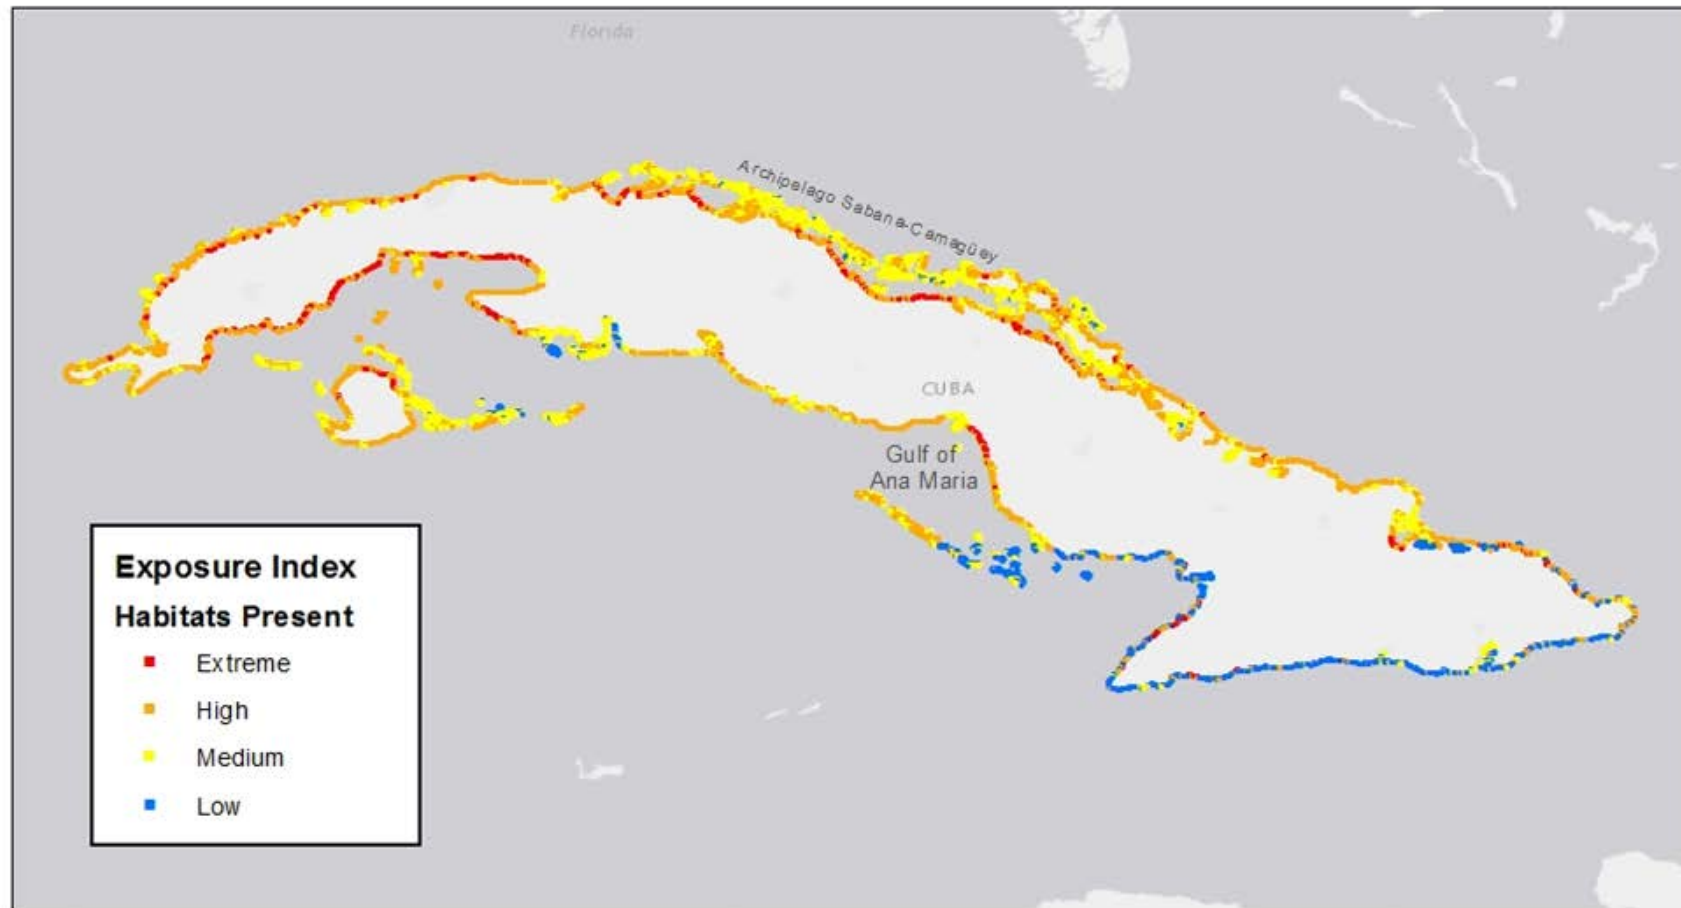 Florida
Archipelago Sabana-Camagüey
CUBA
Gulf of
Ana Maria
Exposure Index
Habitats Present
Extreme
High
Medium
Low